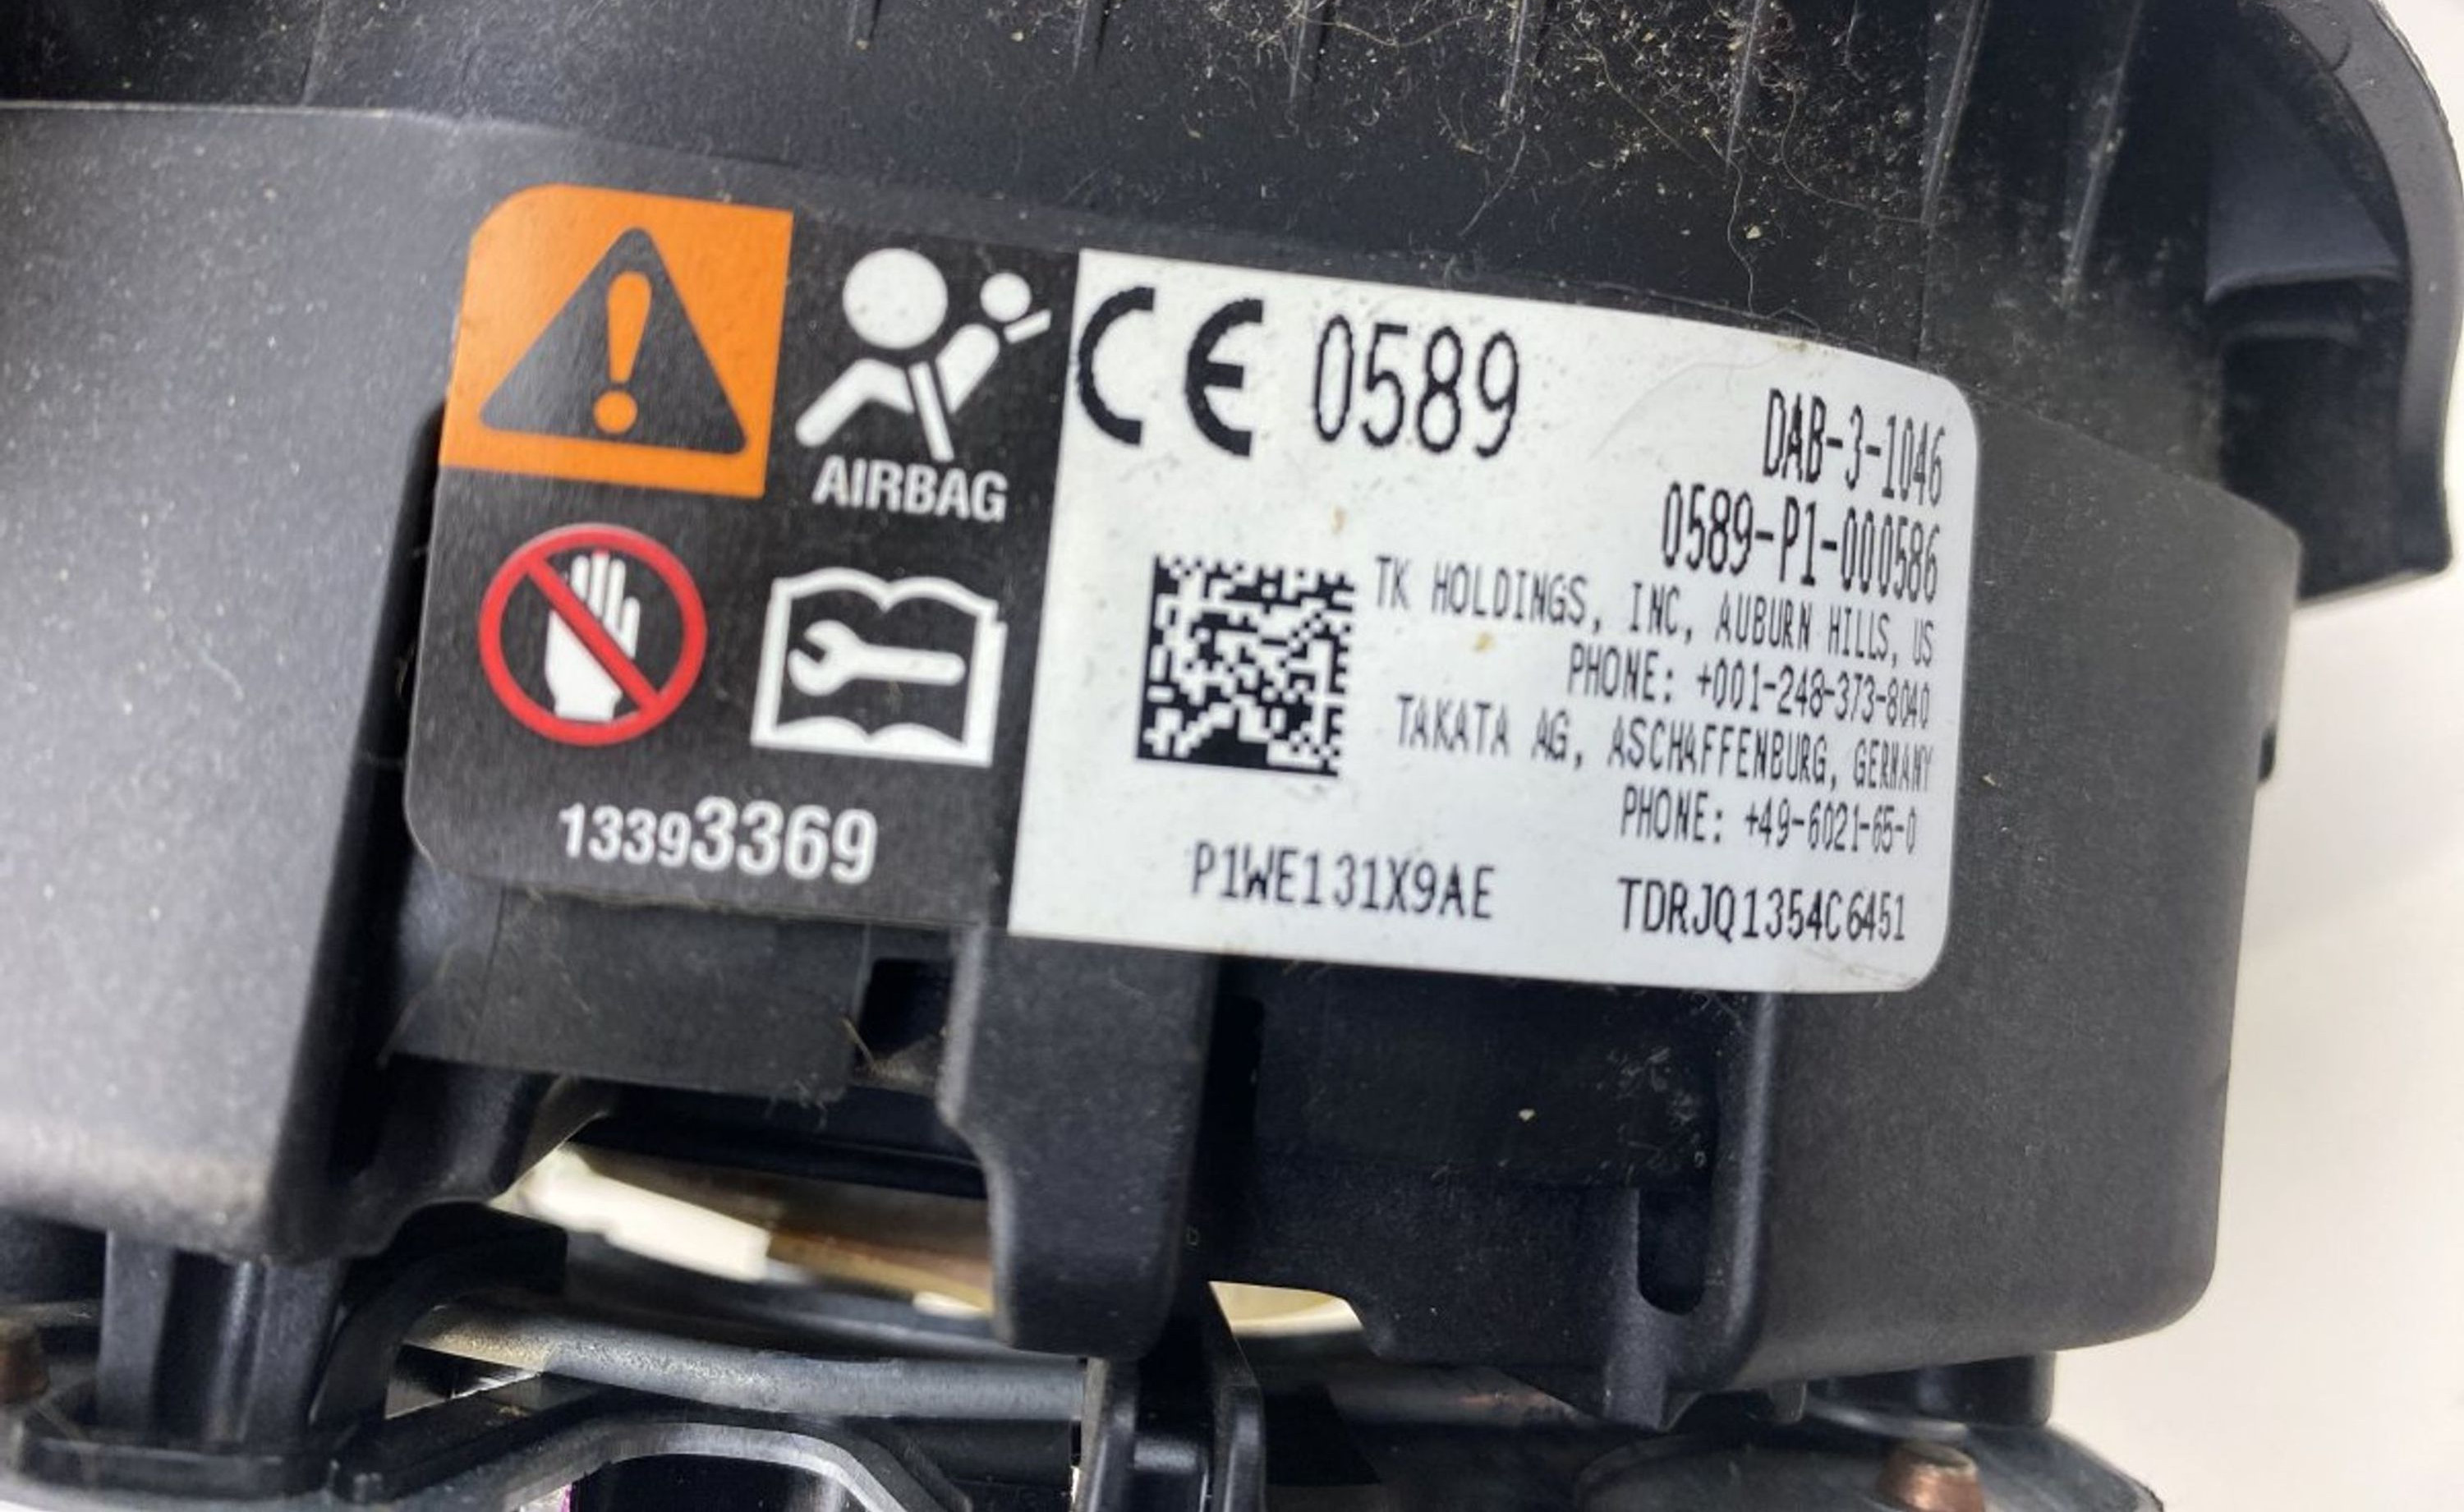 AIRBAG
13393369
CE 0589
DAB-3-1046
0589-P1-000586
TK HOLDINGS, INC, AUBURN HILLS, US
PHONE: +001-248-373-8040
TAKATA AG, ASCHAFFENBURG, GERMANY
PHONE: +49-6021-65-0
P1WE131X9AE TDRJQ1354C6451